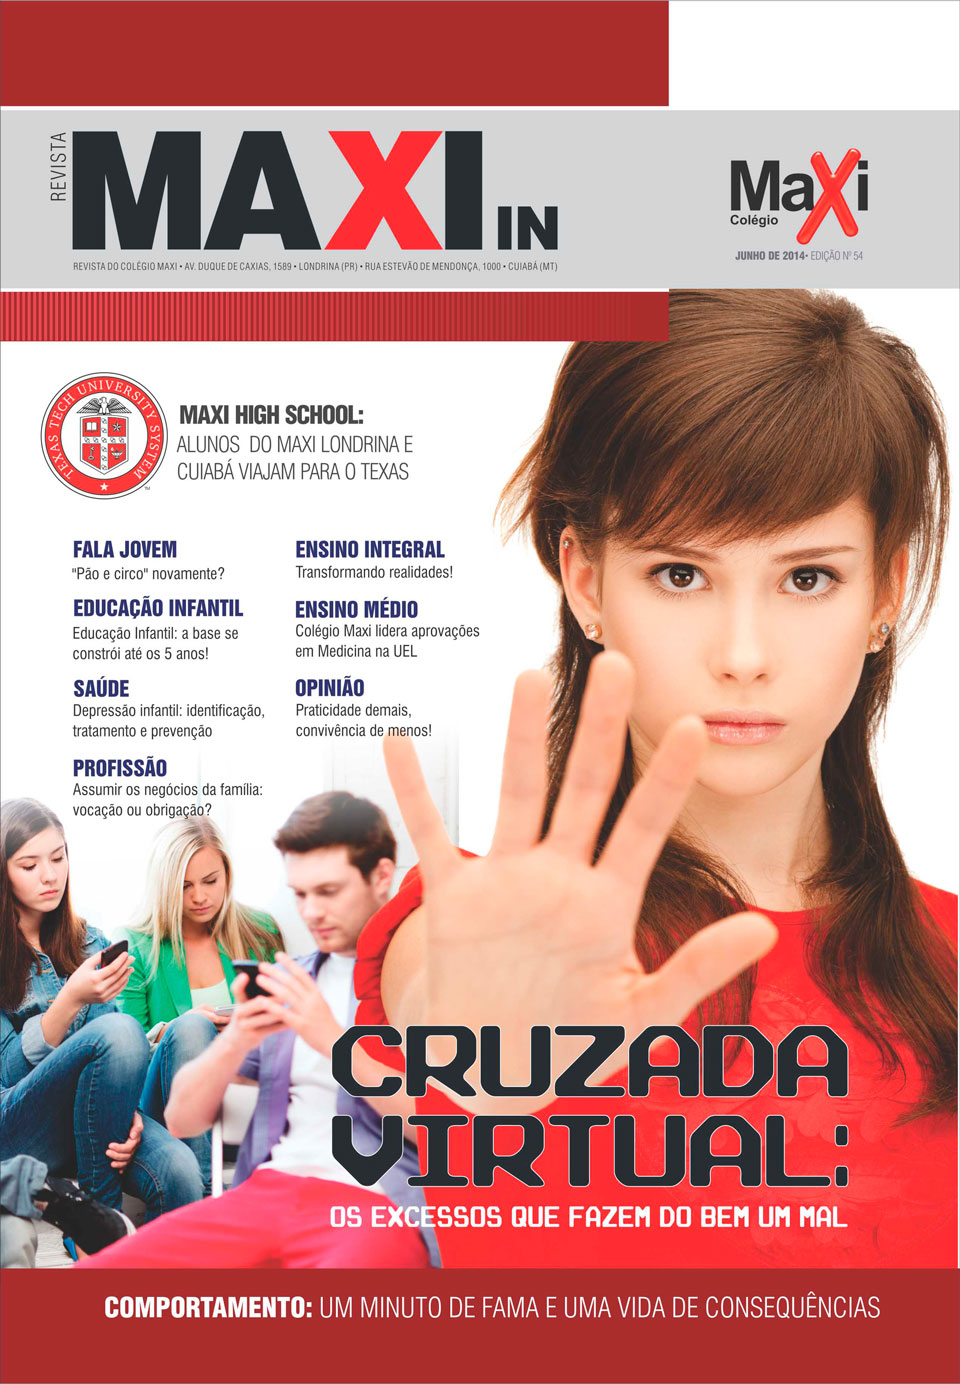 REVISTA
MAXI IN
REVISTA DO COLÉGIO MAXI • AV. DUQUE DE CAXIAS, 1589 • LONDRINA (PR) • RUA ESTEVÃO DE MENDONÇA, 1000 • CUIABÁ (MT)
Maxi
Colégio
JUNHO DE 2014• EDIÇÃO Nº 54
TEXAS TECH UNIVERSITY SYSTEM
TM
MAXI HIGH SCHOOL:
ALUNOS DO MAXI LONDRINA E
CUIABÁ VIAJAM PARA O TEXAS
FALA JOVEM
"Pão e circo" novamente?
EDUCAÇÃO INFANTIL
Educação Infantil: a base se
constrói até os 5 anos!
SAÚDE
Depressão infantil: identificação,
tratamento e prevenção
PROFISSÃO
Assumir os negócios da família:
vocação ou obrigação?
ENSINO INTEGRAL
Transformando realidades!
ENSINO MÉDIO
Colégio Maxi lidera aprovações
em Medicina na UEL
OPINIÃO
Praticidade demais,
convivência de menos!
CRUZADA
VIRTUAL:
OS EXCESSOS QUE FAZEM DO BEM UM MAL
COMPORTAMENTO: UM MINUTO DE FAMA E UMA VIDA DE CONSEQUÊNCIAS